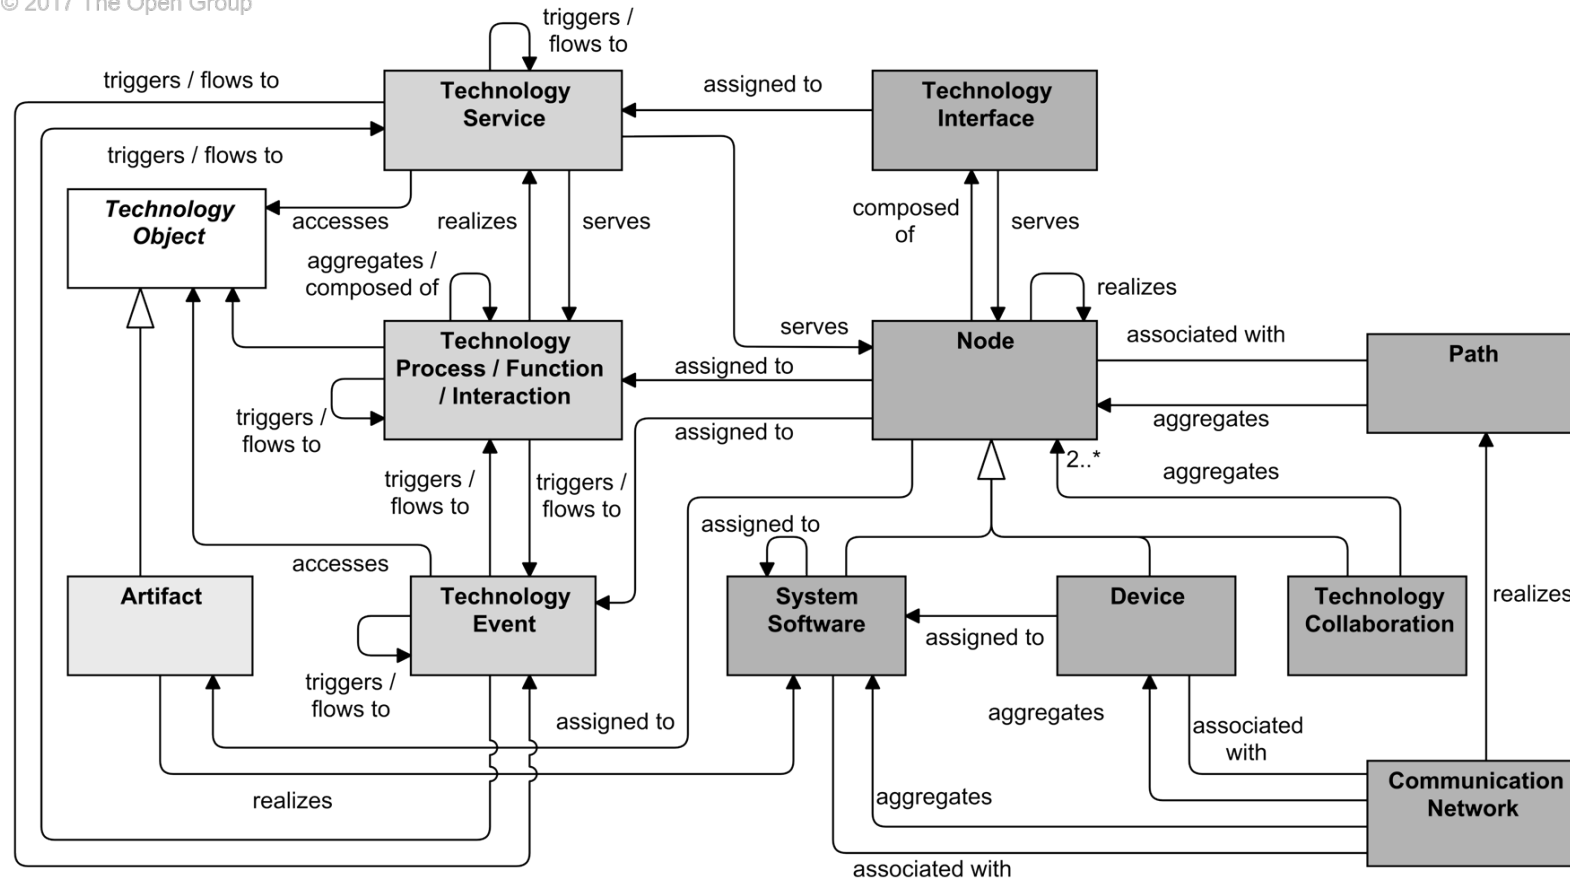 © 2017 The Open Group
triggers /
flows to
triggers / flows to
Technology
Service
assigned to
Technology
Interface
triggers / flows to
Technology
Object
accesses
realizes
serves
composed
of
serves
aggregates /
composed of
realizes
Technology
Process / Function
/ Interaction
serves
Node
associated with
Path
assigned to
triggers /
flows to
assigned to
aggregates
2..*
triggers /
flows to
triggers /
flows to
aggregates
assigned to
accesses
Artifact
Technology
Event
System
Software
Device
Technology
Collaboration
realizes
assigned to
triggers /
flows to
assigned to
aggregates
associated
with
realizes
aggregates
Communication
Network
associated with